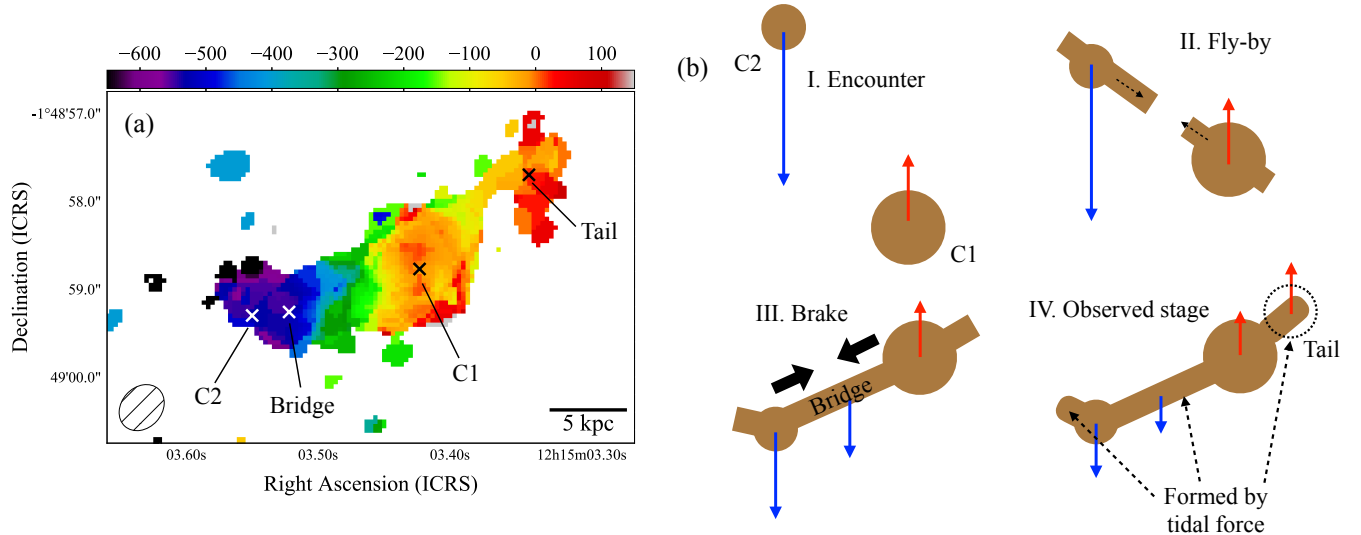 −600 −500 −400 −300 −200 −100 0 100
(a)
-1°48'57.0"
58.0"
59.0"
49'00.0"
Declination (ICRS)
Tail
C1
C2
Bridge
5 kpc
03.60s 03.50s 03.40s 12h15m03.30s
Right Ascension (ICRS)
(b)
C2
I. Encounter
C1
II. Fly-by
III. Brake
Bridge
IV. Observed stage
Tail
Formed by
tidal force